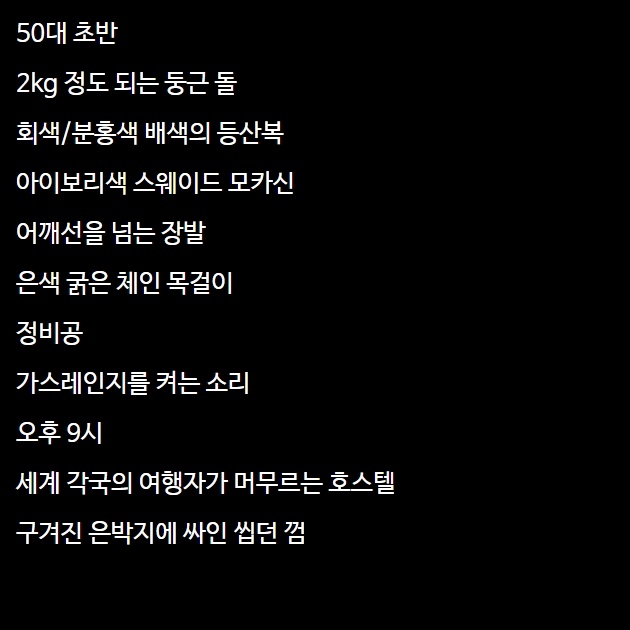 50대 초반
2kg 정도 되는 둥근 돌
회색/분홍색 배색의 등산복
아이보리색 스웨이드 모카신
어깨선을 넘는 장발
은색 굵은 체인 목걸이
정비공
가스레인지를 켜는 소리
오후 9시
세계 각국의 여행자가 머무르는 호스텔
구겨진 은박지에 싸인 씹던 껌